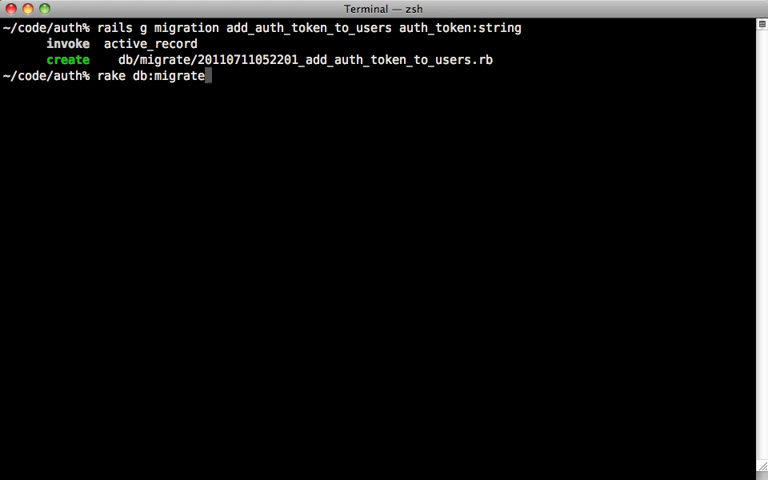 Terminal — zsh
~/code/auth% rails g migration add_auth_token_to_users auth_token:string
invoke active_record
create db/migrate/20110711052201_add_auth_token_to_users.rb
~/code/auth% rake db:migrate